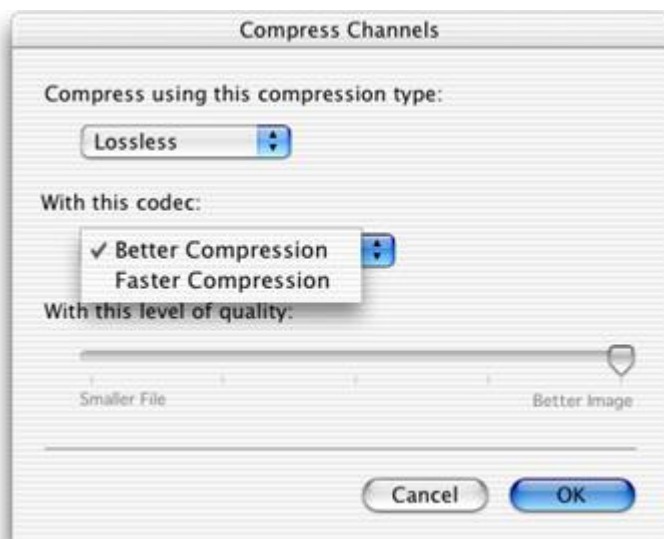 Compress Channels
Compress using this compression type:
Lossless
With this codec:
✓ Better Compression
Faster Compression
With this level of quality:
Smaller File Better Image
Cancel OK